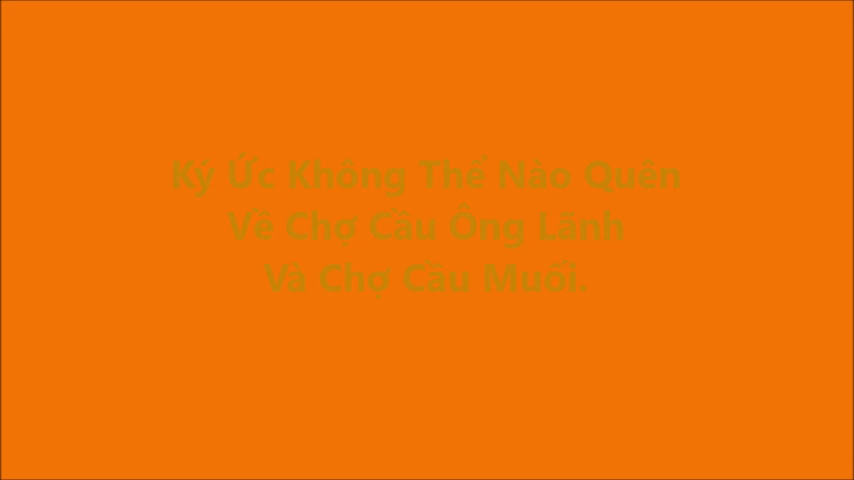 Ký Ức Không Thể Nào Quên
Về Chợ Cầu Ông Lãnh
Và Chợ Cầu Muối.